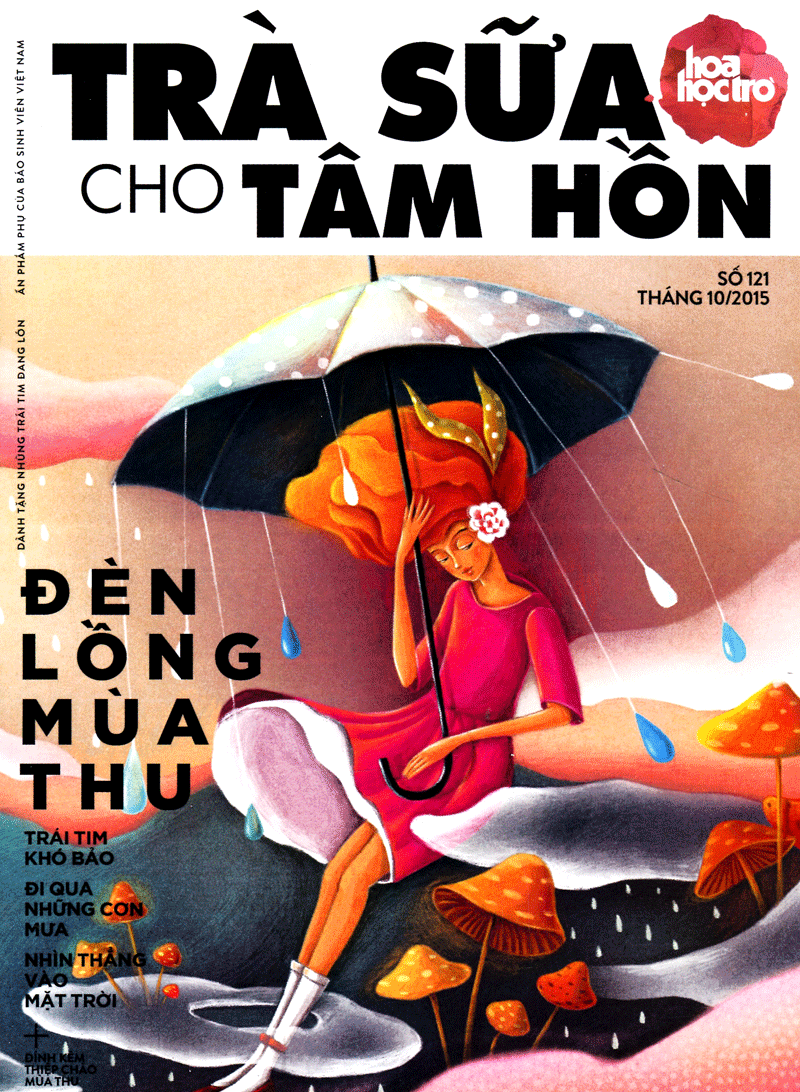 TRÀ SỮA
hoa
học trò
CHO TÂM HỒN
SỐ 121
THÁNG 10/2015
ẤN PHẨM PHỤ CỦA BÁO SINH VIÊN VIỆT NAM
DÀNH TẶNG NHỮNG TRÁI TIM ĐANG LỚN
ĐÈN
LỒNG
MÙA
THU
TRÁI TIM
KHÓ BẢO
ĐI QUA
NHỮNG CƠN
MƯA
NHÌN THẲNG
VÀO
MẶT TRỜI
+
ĐÍNH KÈM
THIỆP CHÀO
MÙA THU